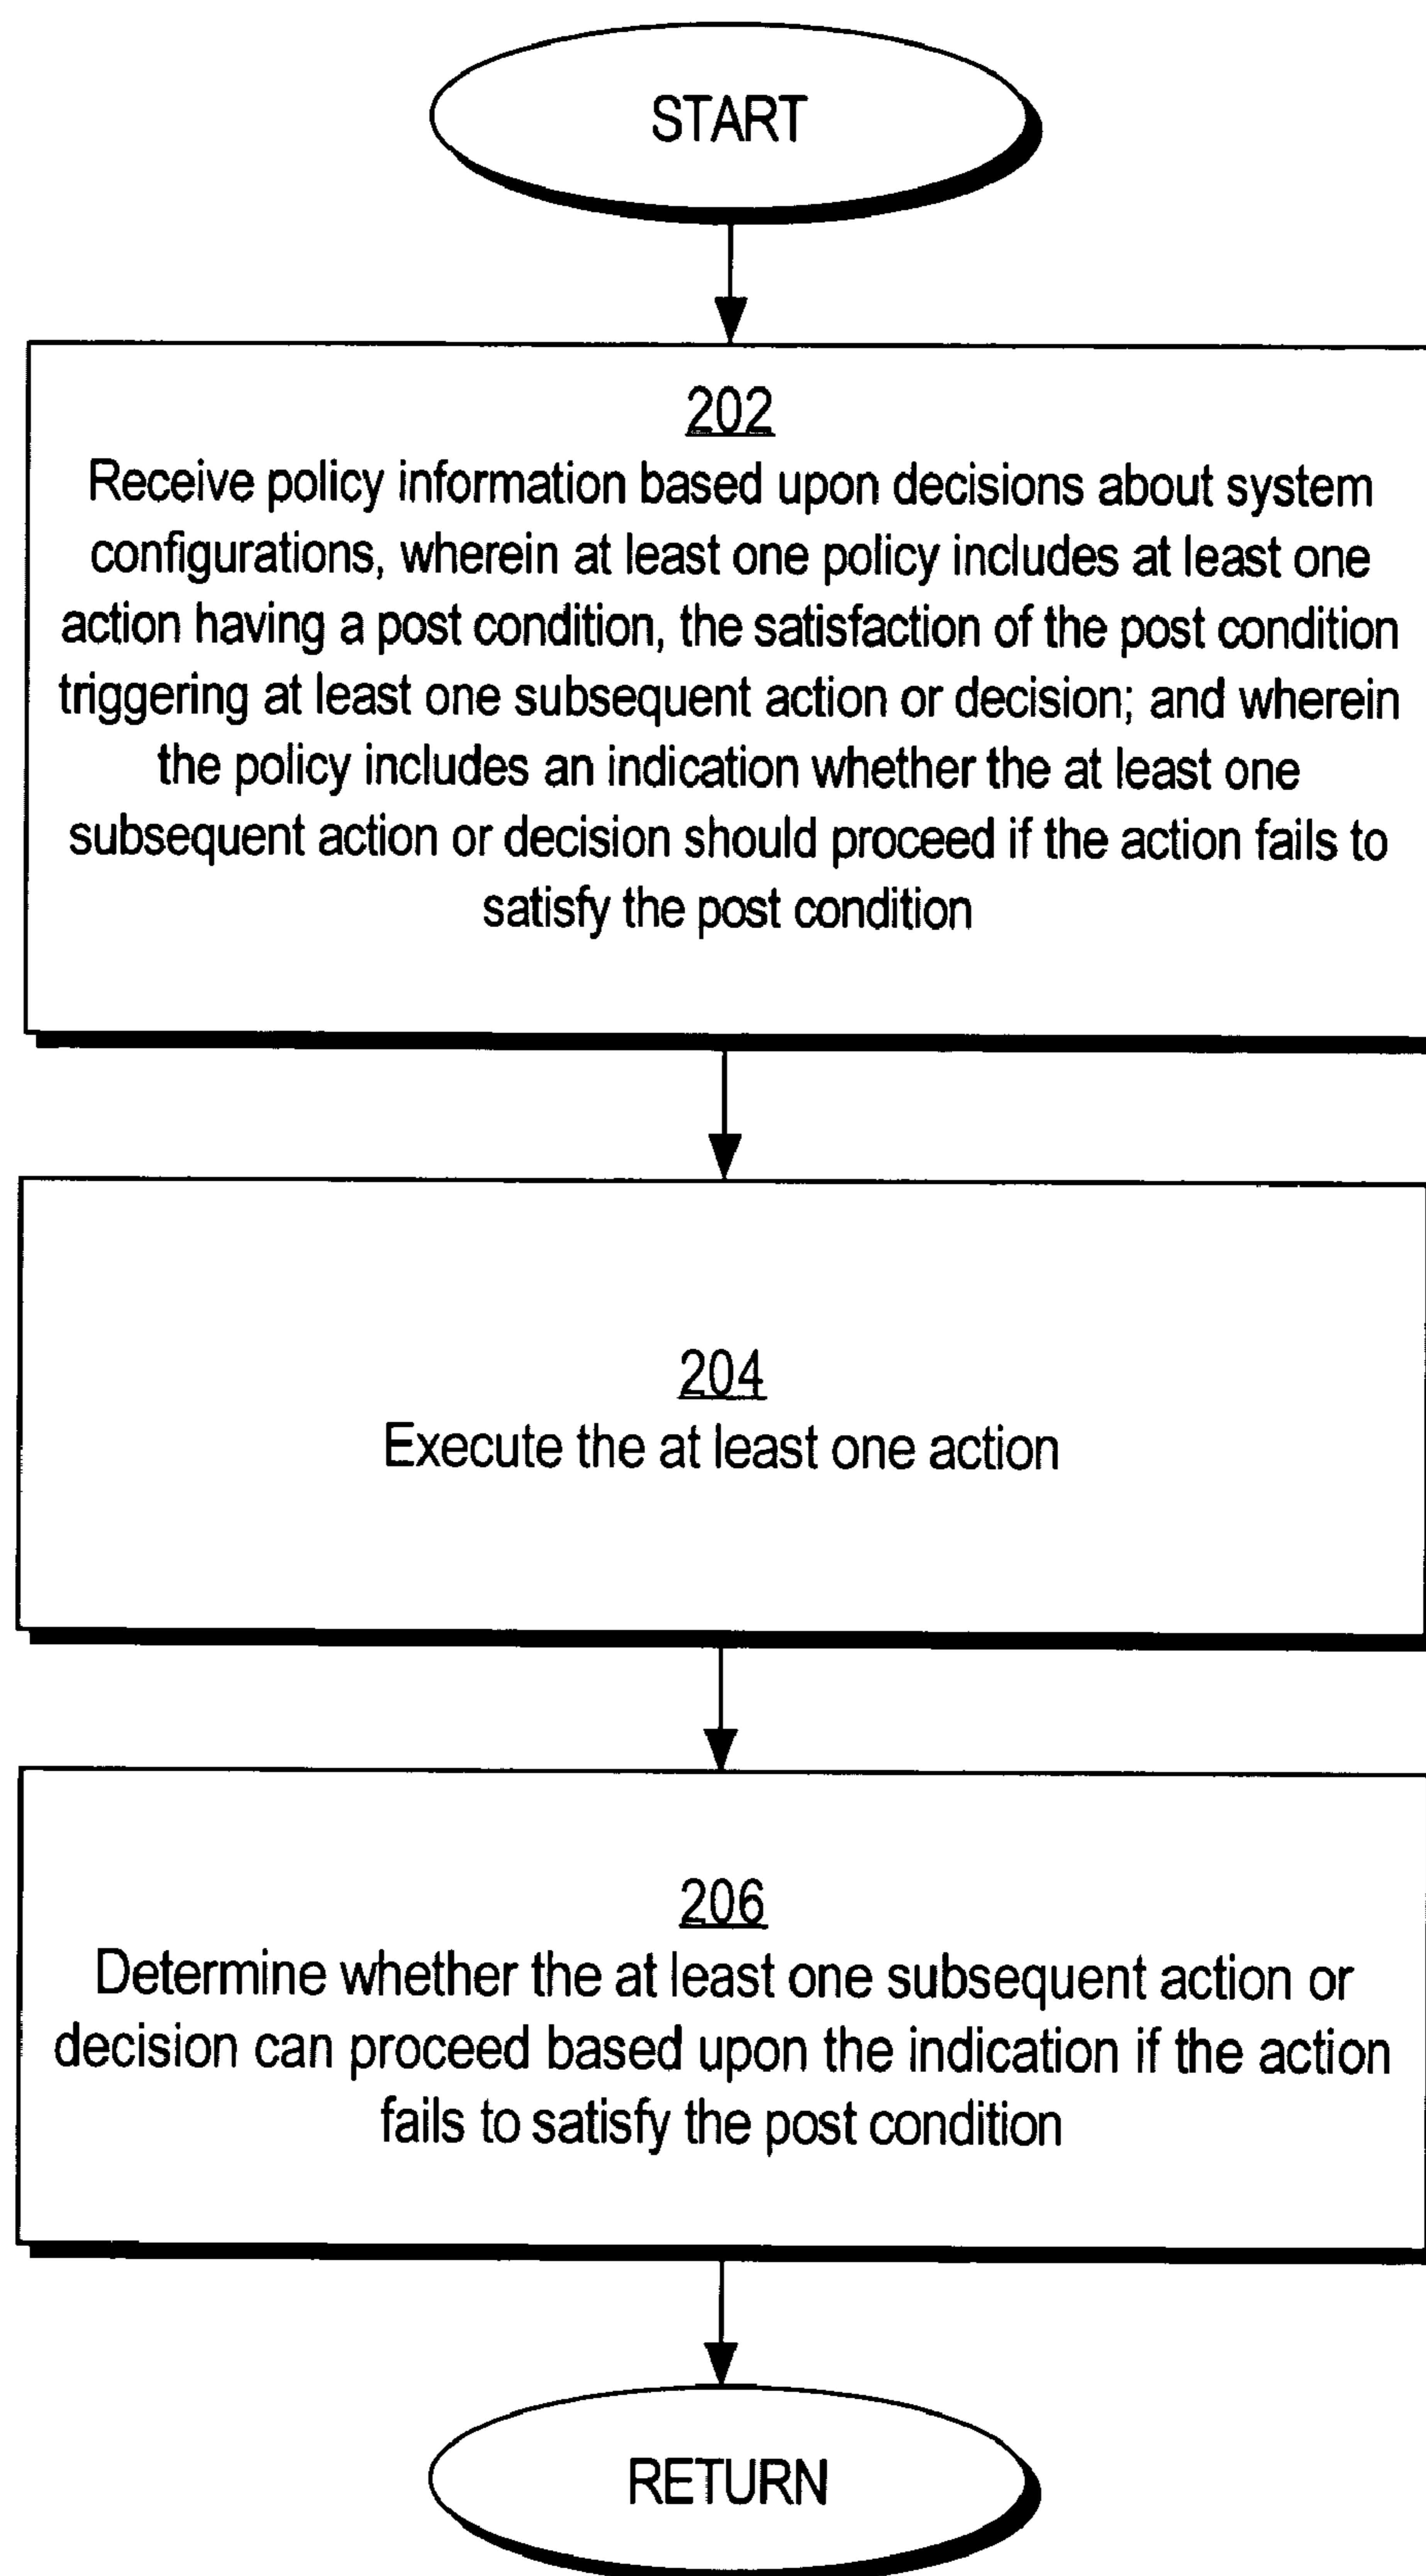 START
202
Receive policy information based upon decisions about system
configurations, wherein at least one policy includes at least one
action having a post condition, the satisfaction of the post condition
triggering at least one subsequent action or decision; and wherein
the policy includes an indication whether the at least one
subsequent action or decision should proceed if the action fails to
satisfy the post condition
204
Execute the at least one action
206
Determine whether the at least one subsequent action or
decision can proceed based upon the indication if the action
fails to satisfy the post condition
RETURN